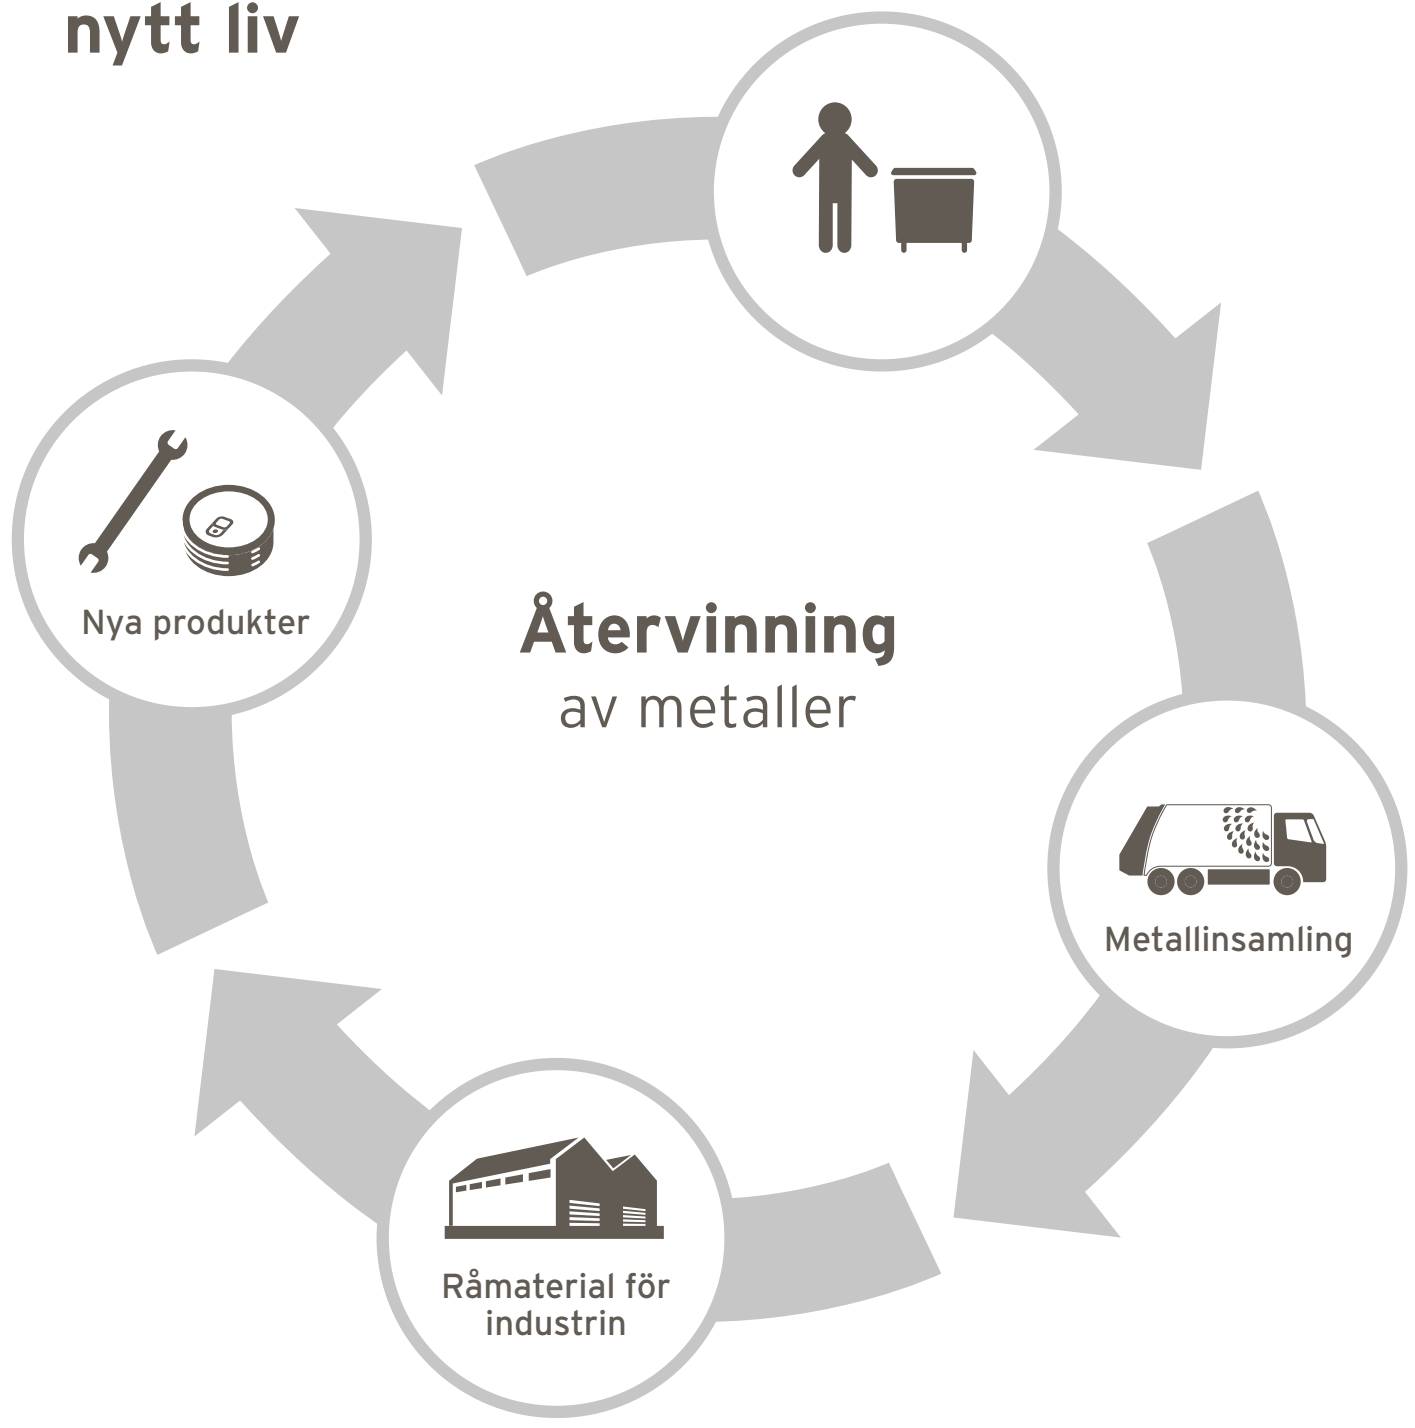 nytt liv
Nya produkter
Återvinning
av metaller
Metallinsamling
Råmaterial för
industrin